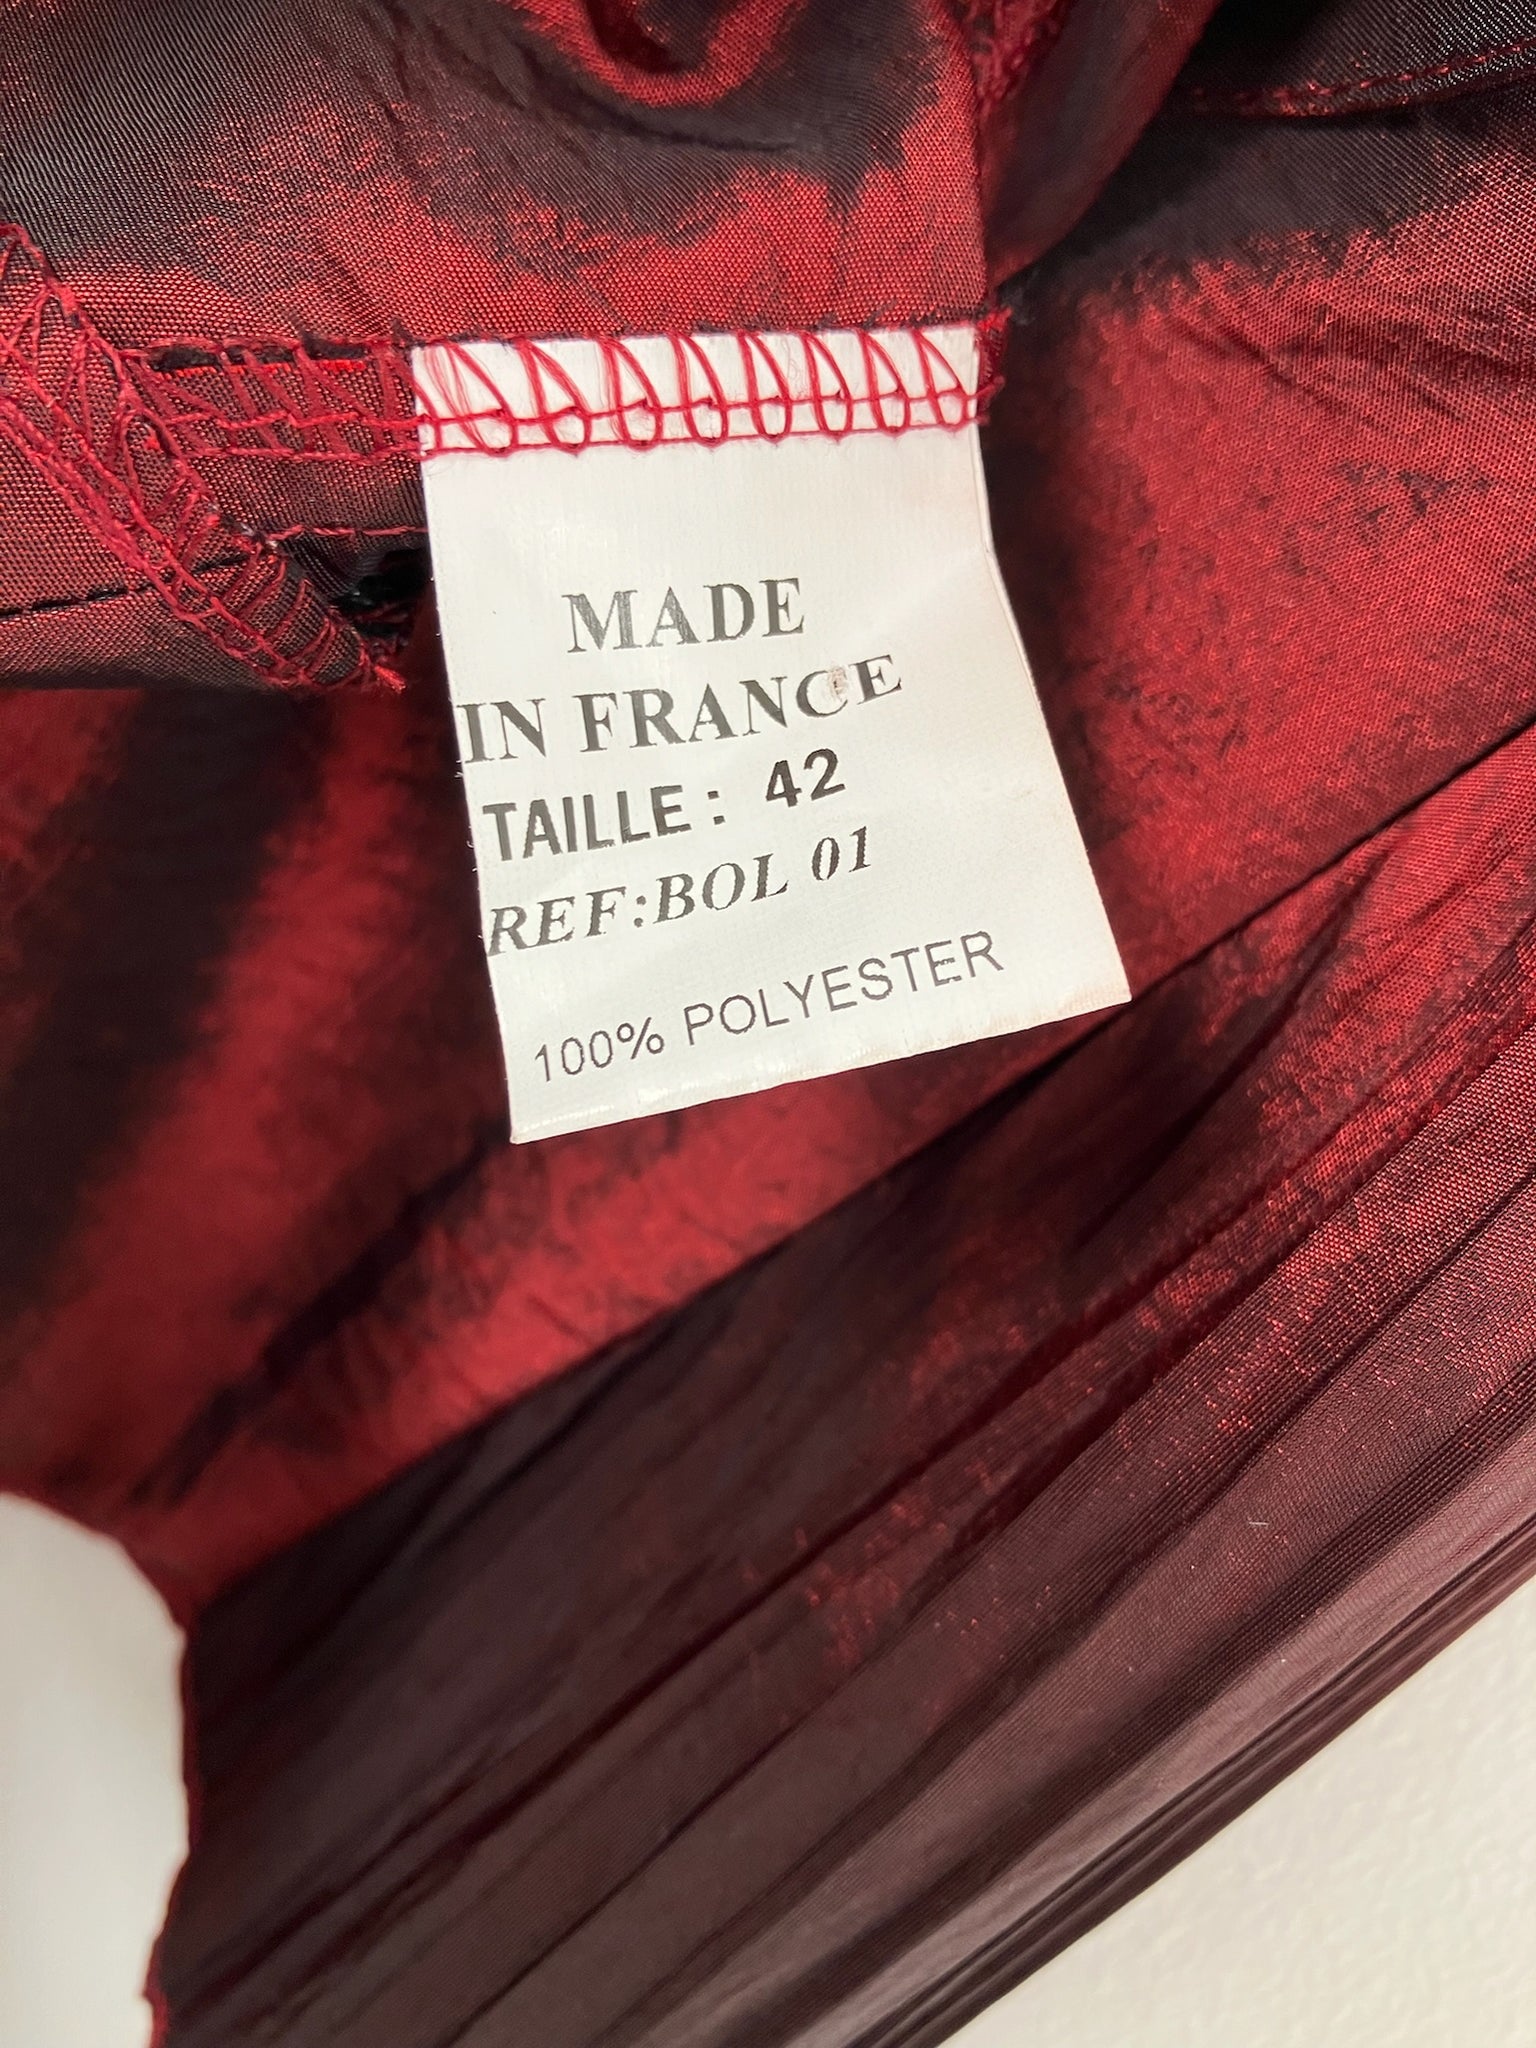 MADE
IN FRANCE
TAILLE : 42
REF:BOL 01
100% POLYESTER